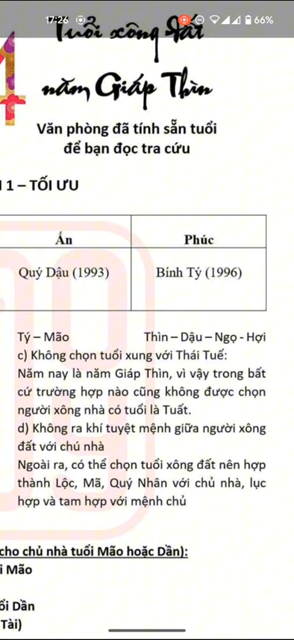 17:26
66%
Tuổi xông đất
năm Giáp Thìn
Văn phòng đã tính sẵn tuổi
để bạn đọc tra cứu
1 – TỐI ƯU
Ấn Phúc
Quý Dậu (1993) Bính Tý (1996)
Tý – Mão Thìn – Dậu – Ngọ - Hợi
c) Không chọn tuổi xung với Thái Tuế:
Năm nay là năm Giáp Thìn, vì vậy trong bất
cứ trường hợp nào cũng không được chọn
người xông nhà có tuổi là Tuất.
d) Không ra khí tuyệt mệnh giữa người xông
đất với chú nhà
Ngoài ra, có thể chọn tuổi xông đất nên hợp
thành Lộc, Mã, Quý Nhân với chủ nhà, lục
hợp và tam hợp với mệnh chủ
cho chủ nhà tuổi Mão hoặc Dần):
i Mão
ổi Dần
Tài)